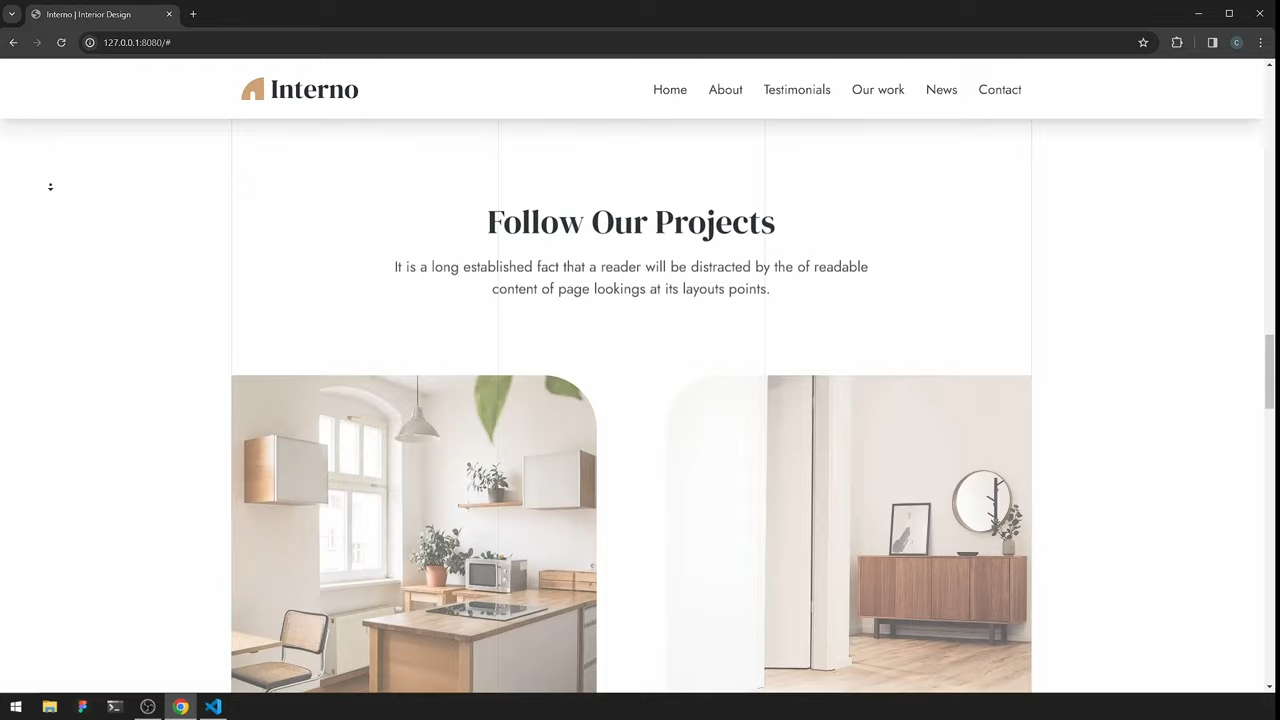 Interno | Interior Design
127.0.0.1:8080/#
C
Interno
Home About Testimonials Our work News Contact
Follow Our Projects
It is a long established fact that a reader will be distracted by the of readable
content of page lookings at its layouts points.